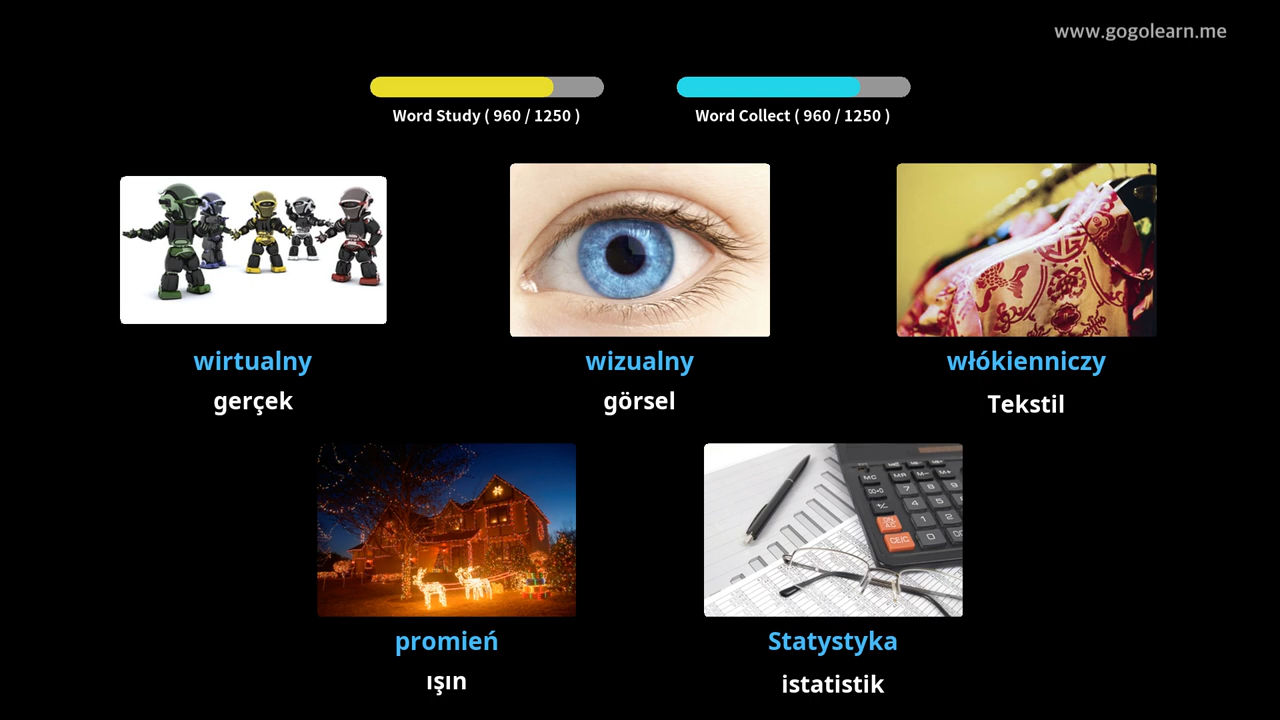 www.gogolearn.me
Word Study ( 960 / 1250 )
Word Collect ( 960 / 1250 )
wirtualny
gerçek
wizualny
görsel
włókienniczy
Tekstil
promień
ışın
Statystyka
istatistik